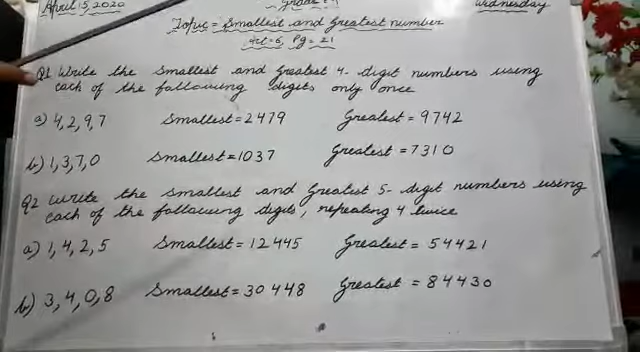 April 15, 2020 Grade = 4 Wednesday
Topic = Smallest and Greatest number
Pg = 21
Q1 Write the smallest and greatest 4-digit numbers using
each of the following digits only once
a) 4,2,9,7 Smallest = 2479 Greatest = 9742
b) 1,3,7,0 Smallest = 1037 Greatest = 7310
Q2 Write the smallest and greatest 5-digit numbers using
each of the following digits, repeating 4 twice
a) 1,4,2,5 Smallest = 12445 Greatest = 54421
b) 3,4,0,8 Smallest = 30448 Greatest = 84430